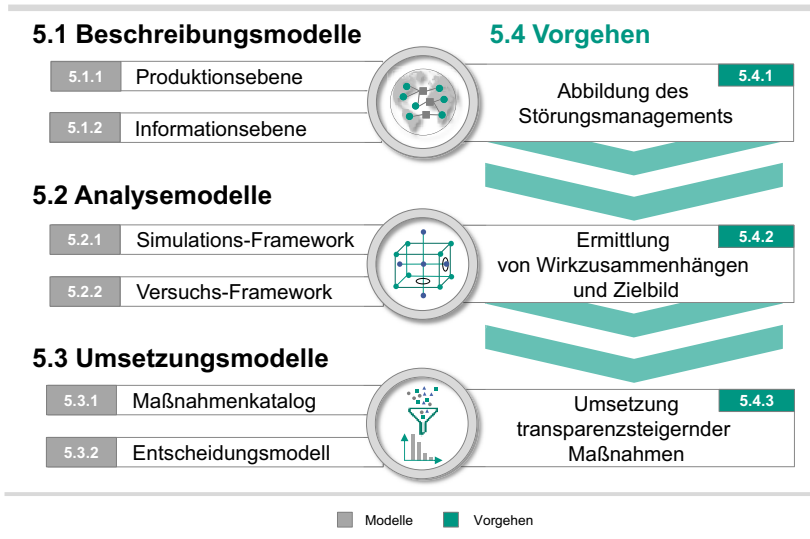 5.1 Beschreibungsmodelle
5.1.1 Produktionsebene
5.1.2 Informationsebene
5.4 Vorgehen
5.4.1
Abbildung des
Störungsmanagements
5.2 Analysemodelle
5.2.1 Simulations-Framework
5.2.2 Versuchs-Framework
5.4.2
Ermittlung
von Wirkzusammenhängen
und Zielbild
5.3 Umsetzungsmodelle
5.3.1 Maßnahmenkatalog
5.3.2 Entscheidungsmodell
5.4.3
Umsetzung
transparenzsteigernder
Maßnahmen
Modelle
Vorgehen